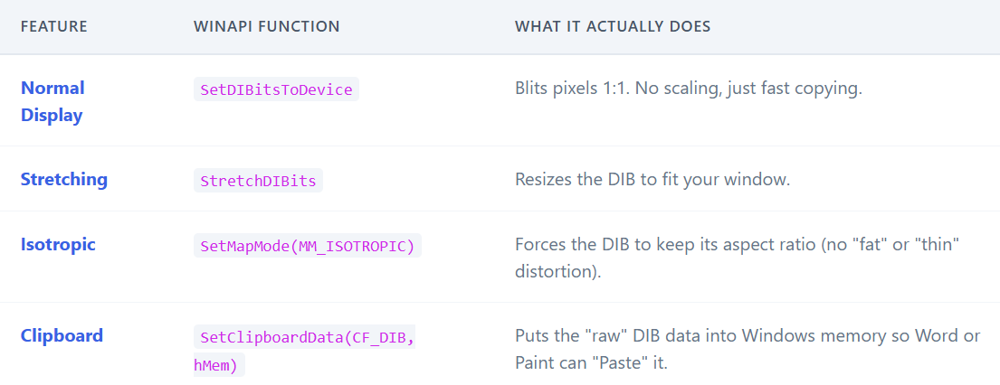 FEATURE WINAPI FUNCTION WHAT IT ACTUALLY DOES
Normal Display
SetDIBitsToDevice
Blits pixels 1:1. No scaling, just fast copying.
Stretching
StretchDIBits
Resizes the DIB to fit your window.
Isotropic
SetMapMode(MM_ISOTROPIC)
Forces the DIB to keep its aspect ratio (no "fat" or "thin"
distortion).
Clipboard
SetClipboardData(CF_DIB,
hMem)
Puts the "raw" DIB data into Windows memory so Word or
Paint can "Paste" it.